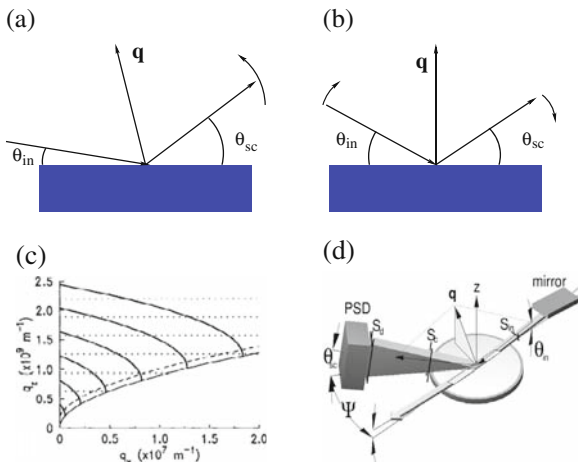 (a)
(b)
q
q
θin
θsc
θin
θsc
(c)
(d)
2.5
2.0
1.5
1.0
0.5
0
qz (x10⁹ m⁻¹)
0
0.5
1.0
1.5
2.0
(x10⁷ m⁻¹)
mirror
PSD
z
q
Sd
Sc
Sin
θsc
θin
Ψ